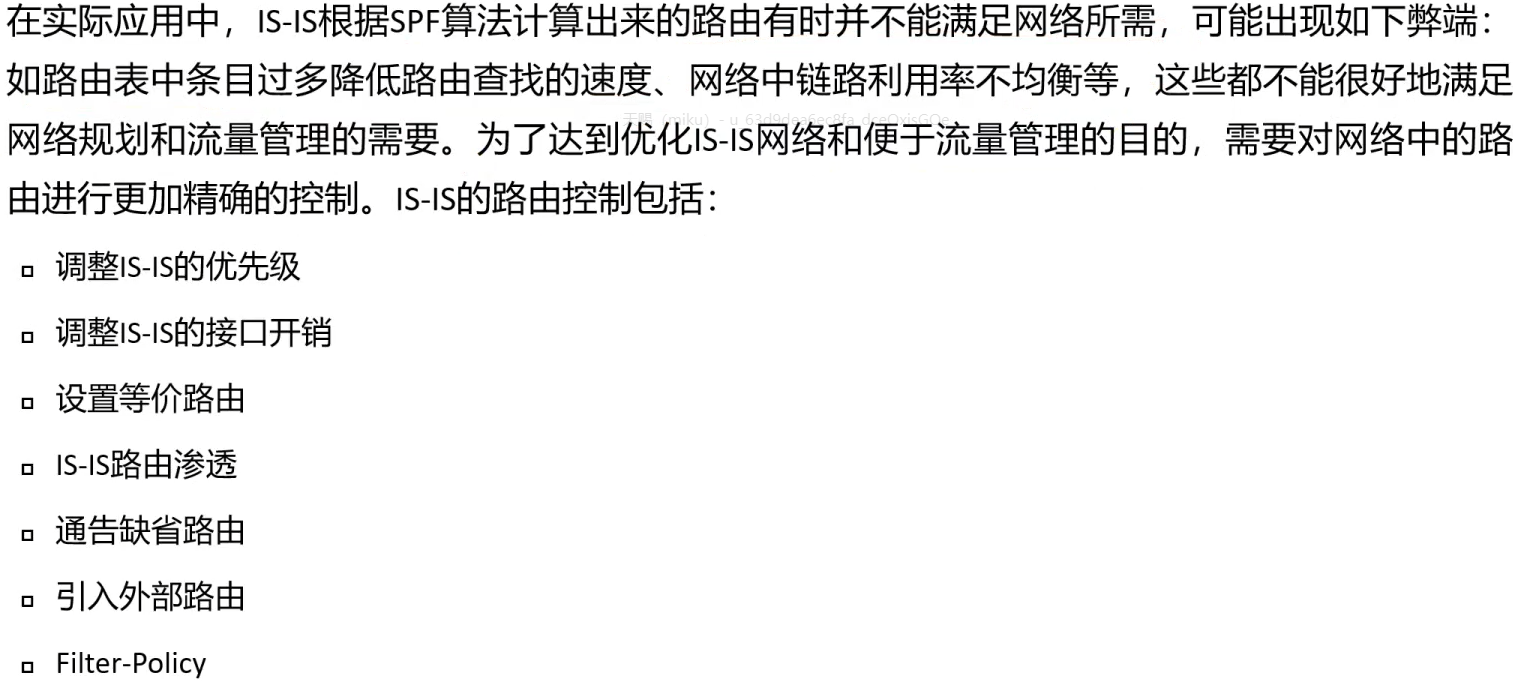 在实际应用中，IS-IS根据SPF算法计算出来的路由有时并不能满足网络所需，可能出现如下弊端：
如路由表中条目过多降低路由查找的速度、网络中链路利用率不均衡等，这些都不能很好地满足
网络规划和流量管理的需要。为了达到优化IS-IS网络和便于流量管理的目的，需要对网络中的路
由进行更加精确的控制。IS-IS的路由控制包括：
调整IS-IS的优先级
调整IS-IS的接口开销
设置等价路由
IS-IS路由渗透
通告缺省路由
引入外部路由
Filter-Policy